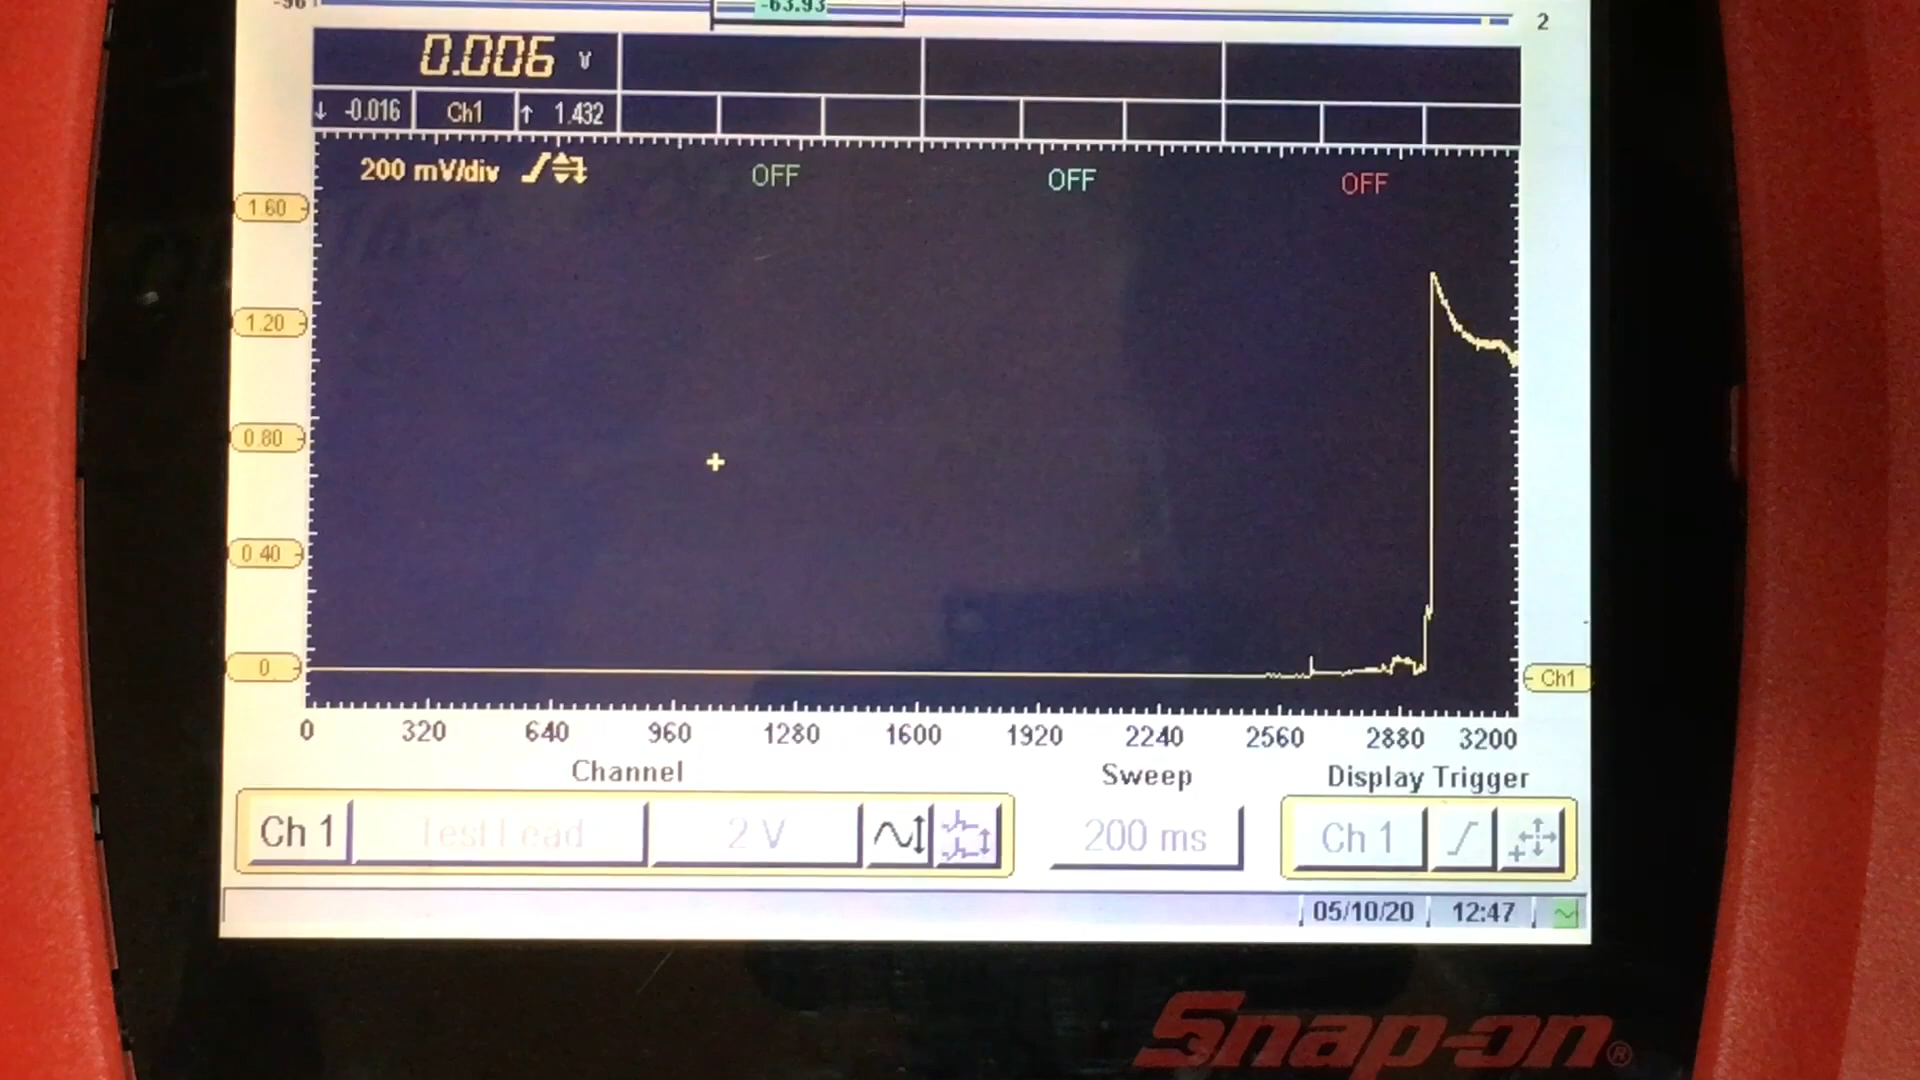 -63.93
2
0.006 V
↓ -0.016 Ch1 ↑ 1.432
200 mV/div OFF OFF OFF
1.60
1.20
0.80
0.40
0
Ch1
0 320 640 960 1280 1600 1920 2240 2560 2880 3200
Channel Sweep Display Trigger
Ch 1 Test Lead 2 V 200 ms Ch 1
05/10/20 12:47
Snap-on®